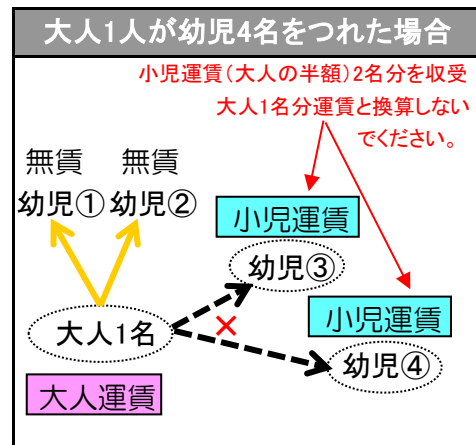 大人1人が幼児4名をつれた場合
小児運賃(大人の半額)2名分を収受
大人1名分運賃と換算しない
でください。
無賃 無賃
幼児① 幼児②
小児運賃
幼児③
大人1名
小児運賃
幼児④
大人運賃